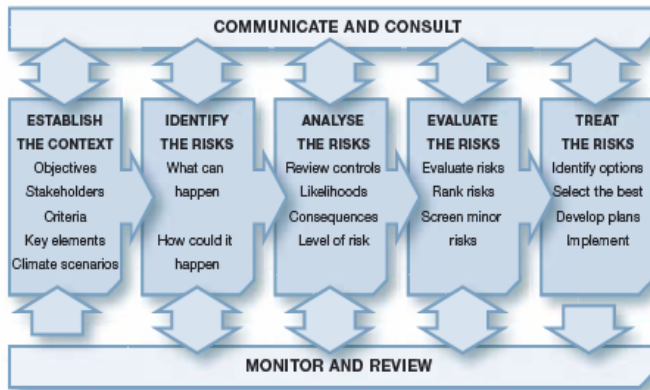 COMMUNICATE AND CONSULT
ESTABLISH
THE CONTEXT
Objectives
Stakeholders
Criteria
Key elements
Climate scenarios
IDENTIFY
THE RISKS
What can
happen
How could it
happen
ANALYSE
THE RISKS
Review controls
Likelihoods
Consequences
Level of risk
EVALUATE
THE RISKS
Evaluate risks
Rank risks
Screen minor
risks
TREAT
THE RISKS
Identify options
Select the best
Develop plans
Implement
MONITOR AND REVIEW